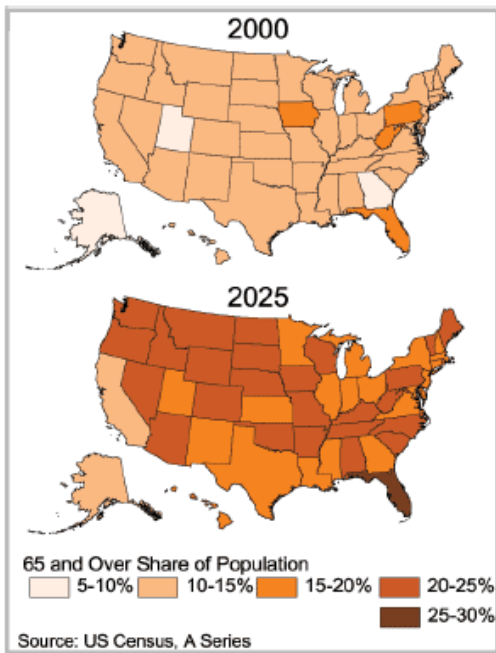 2000
2025
65 and Over Share of Population
5-10% 10-15% 15-20% 20-25%
25-30%
Source: US Census, A Series